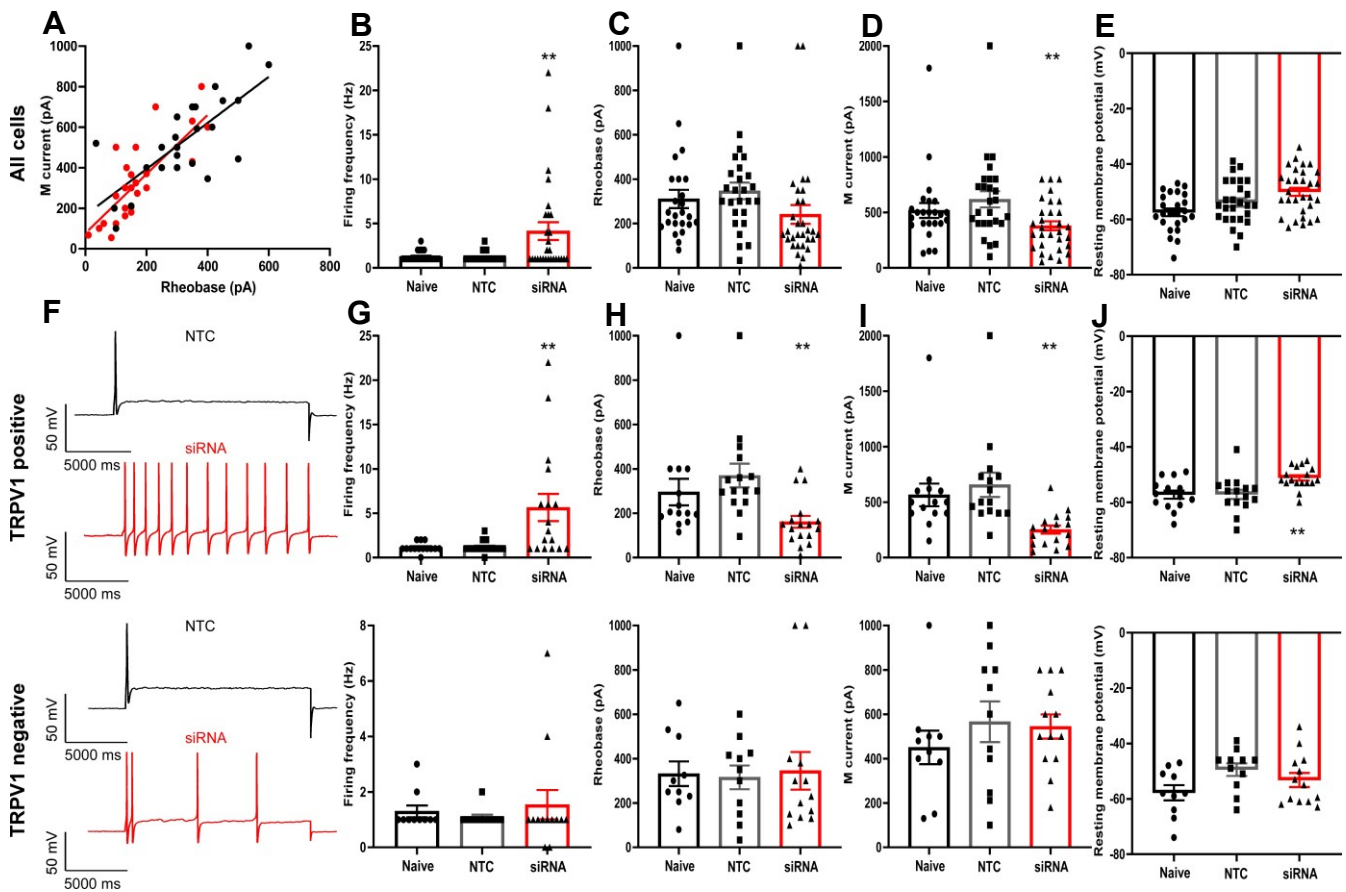 A B C D E
All cells
M current (pA)
1000
800
600
400
200
0
0 200 400 600 800
Rheobase (pA)
Firing frequency (Hz)
25
20
15
10
5
0
**
Naive NTC siRNA
Rheobase (pA)
1000
800
600
400
200
0
Naive NTC siRNA
M current (pA)
2000
1500
1000
500
0
**
Naive NTC siRNA
Resting membrane potential (mV)
0
-20
-40
-60
-80
Naive NTC siRNA
F G H I J
TRPV1 positive
NTC
50 mV
5000 ms
siRNA
50 mV
5000 ms
Firing frequency (Hz)
25
20
15
10
5
0
**
Naive NTC siRNA
Rheobase (pA)
1000
800
600
400
200
0
**
Naive NTC siRNA
M current (pA)
2000
1500
1000
500
0
**
Naive NTC siRNA
Resting membrane potential (mV)
0
-20
-40
-60
-80
**
Naive NTC siRNA
TRPV1 negative
NTC
50 mV
5000 ms
siRNA
50 mV
5000 ms
Firing frequency (Hz)
8
6
4
2
0
Naive NTC siRNA
Rheobase (pA)
1000
800
600
400
200
0
Naive NTC siRNA
M current (pA)
1000
800
600
400
200
0
Naive NTC siRNA
Resting membrane potential (mV)
0
-20
-40
-60
-80
Naive NTC siRNA